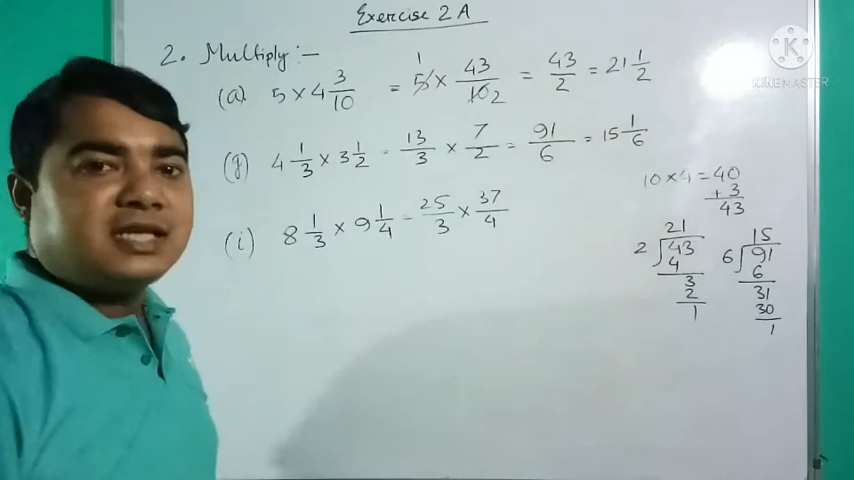 Exercise 2 A
2. Multiply :-
(a) 5 × 4 3/10 = 5 1 × 43/10 2 = 43/2 = 21 1/2
(g) 4 1/3 × 3 1/2 = 13/3 × 7/2 = 91/6 = 15 1/6
(i) 8 1/3 × 9 1/4 = 25/3 × 37/4
10 × 4 = 40
+ 3
43
21
2 43
4
3
2
1
15
6 91
6
31
30
1
K
KINEMASTER